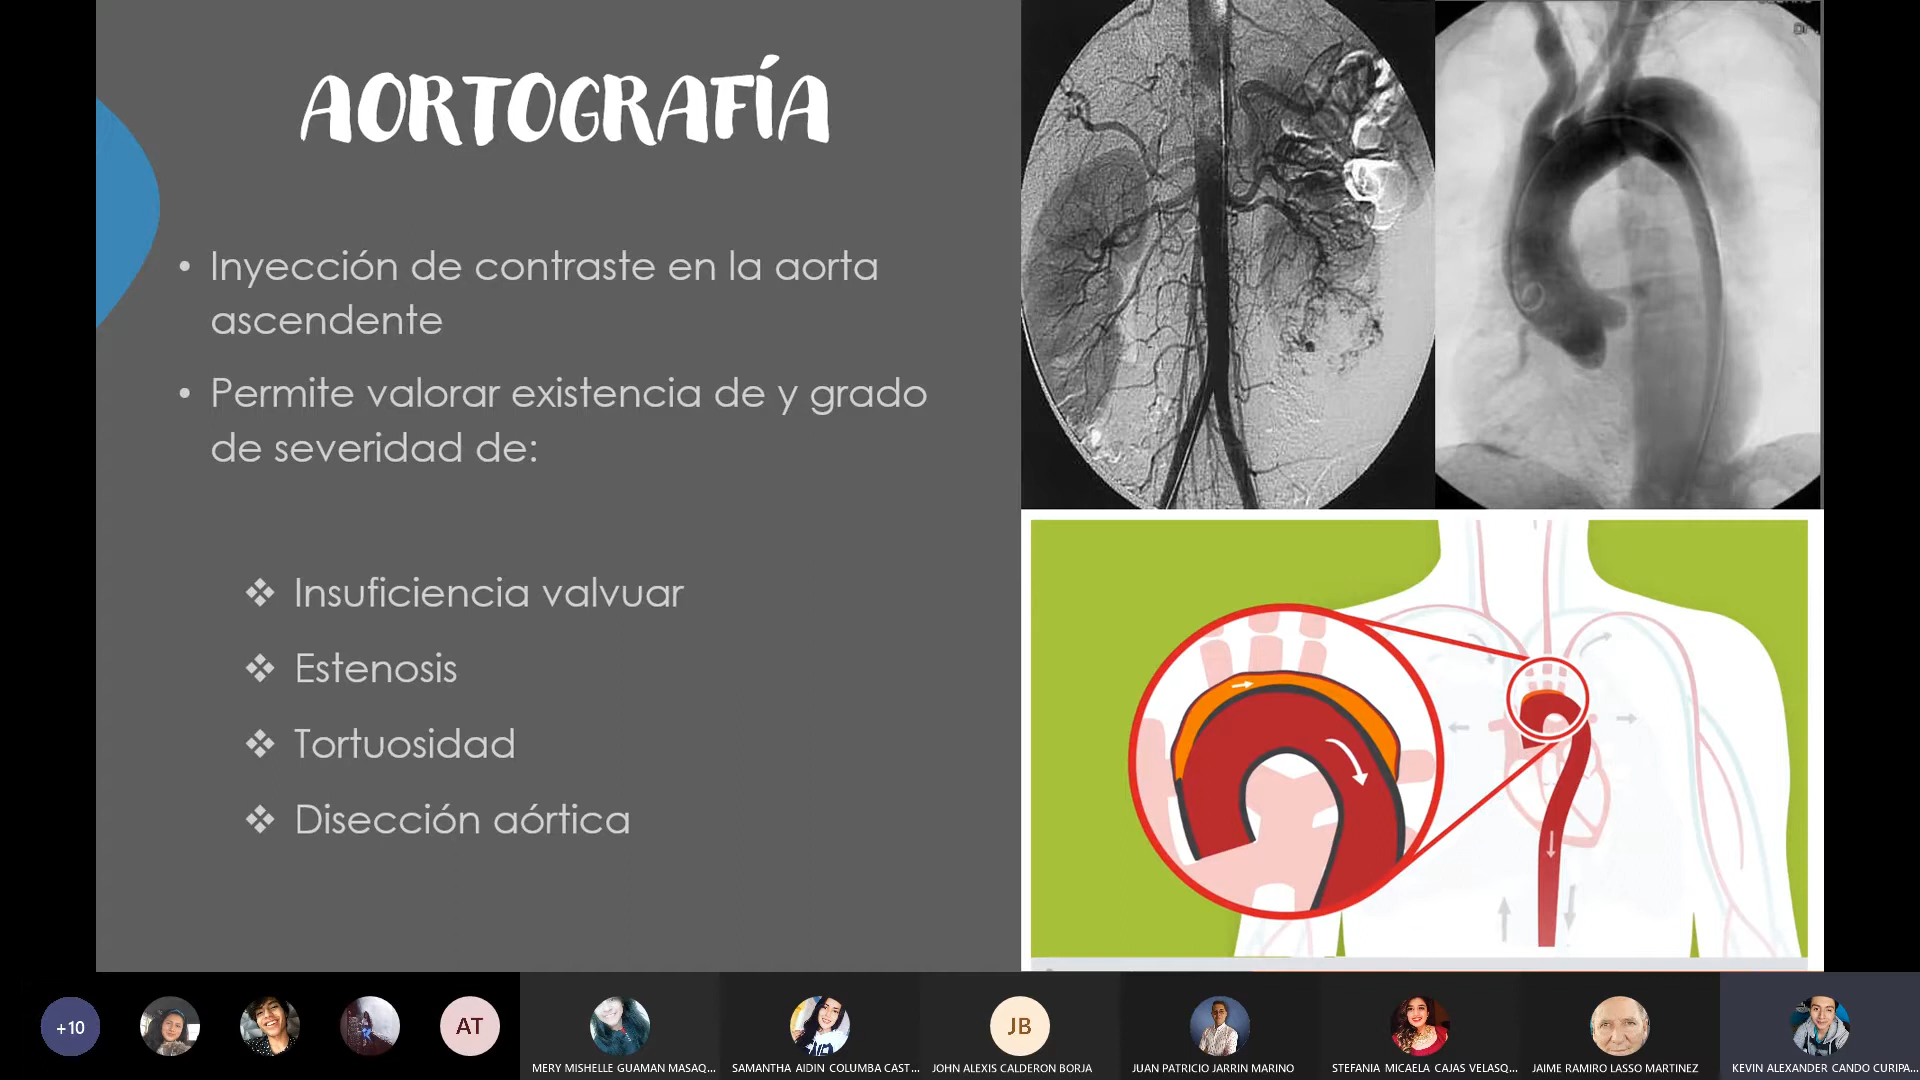 AORTOGRAFÍA
• Inyección de contraste en la aorta
ascendente
• Permite valorar existencia de y grado
de severidad de:
❖ Insuficiencia valvuar
❖ Estenosis
❖ Tortuosidad
❖ Disección aórtica
+10
AT
JB
MERY MISHELLE GUAMAN MASAQ...
SAMANTHA AIDIN COLUMBA CAST...
JOHN ALEXIS CALDERON BORJA
JUAN PATRICIO JARRIN MARINO
STEFANIA MICAELA CAJAS VELASQ...
JAIME RAMIRO LASSO MARTINEZ
KEVIN ALEXANDER CANDO CURIPA...